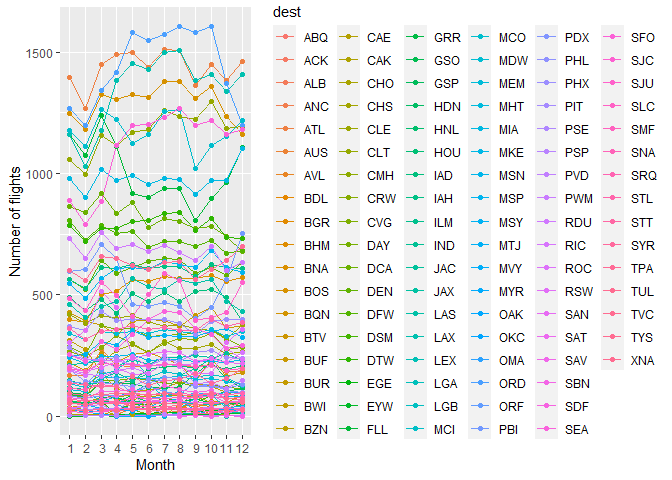 dest
ABQ CAE GRR MCO PDX SFO
ACK CAK GSO MDW PHL SJC
ALB CHO GSP MEM PHX SJU
ANC CHS HDN MHT PIT SLC
ATL CLE HNL MIA PSE SMF
AUS CLT HOU MKE PSP SNA
AVL CMH IAD MSN PVD SRQ
BDL CRW IAH MSP PWM STL
BGR CVG ILM MSY RDU STT
BHM DAY IND MTJ RIC SYR
BNA DCA JAC MVY ROC TPA
BOS DEN JAX MYR RSW TUL
BQN DFW LAS OAK SAN TVC
BTV DSM LAX OKC SAT TYS
BUF DTW LEX OMA SAV XNA
BUR EGE LGA ORD SBN
BWI EYW LGB ORF SDF
BZN FLL MCI PBI SEA
Number of flights
1500
1000
500
0
1 2 3 4 5 6 7 8 9 10 11 12
Month